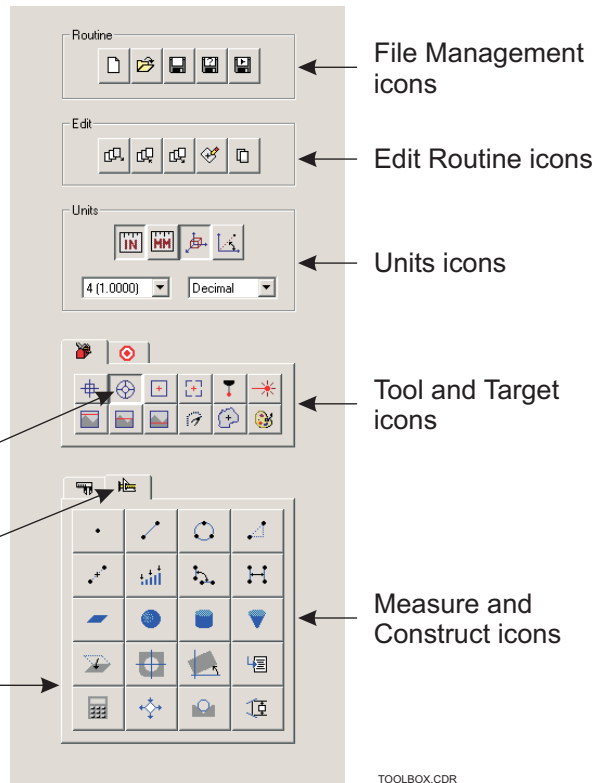 Routine
File Management
icons
Edit
Edit Routine icons
Units
IN MM
Units icons
4 (1.0000) Decimal
Tool and Target
icons
Measure and
Construct icons
TOOLBOX.CDR